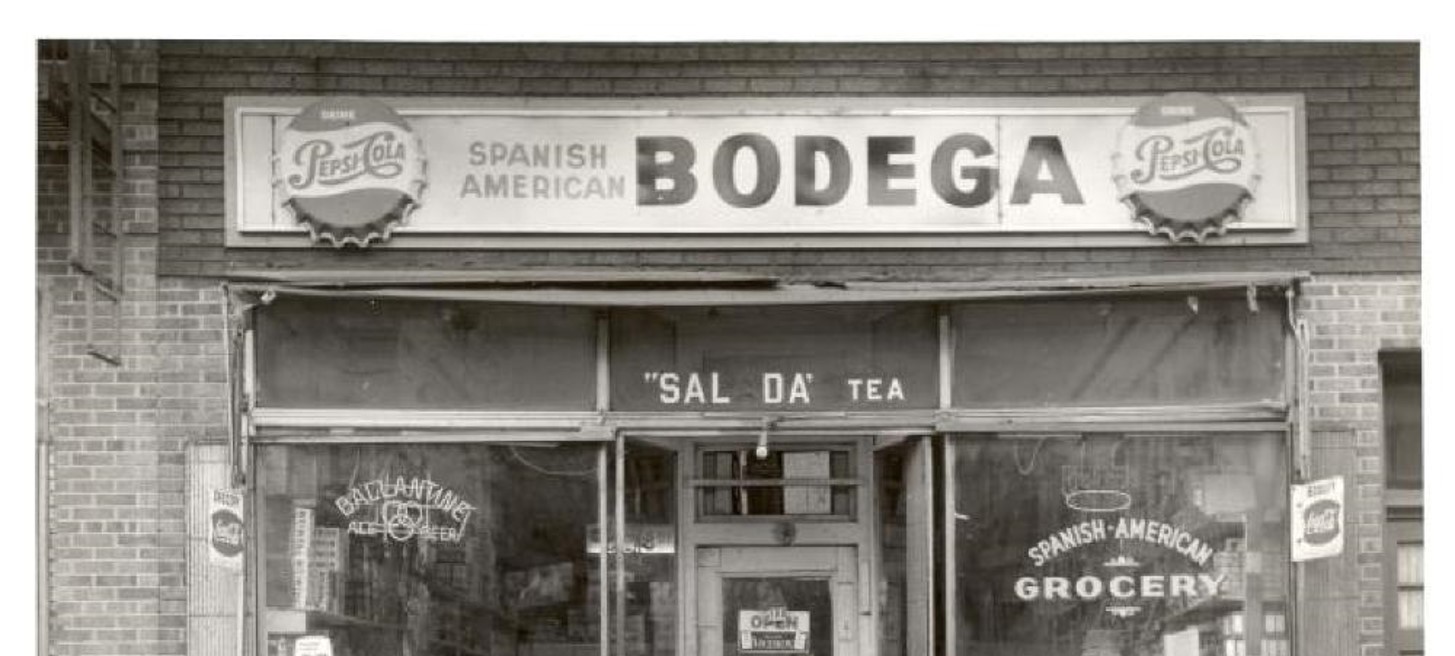 DRINK
PEPSI-COLA
SPANISH
AMERICAN
BODEGA
DRINK
PEPSI-COLA
"SAL DA" TEA
BALLANTINE
ALE BEER
DRINK
Coca-Cola
SPANISH-AMERICAN
GROCERY
Coca-Cola
OPEN